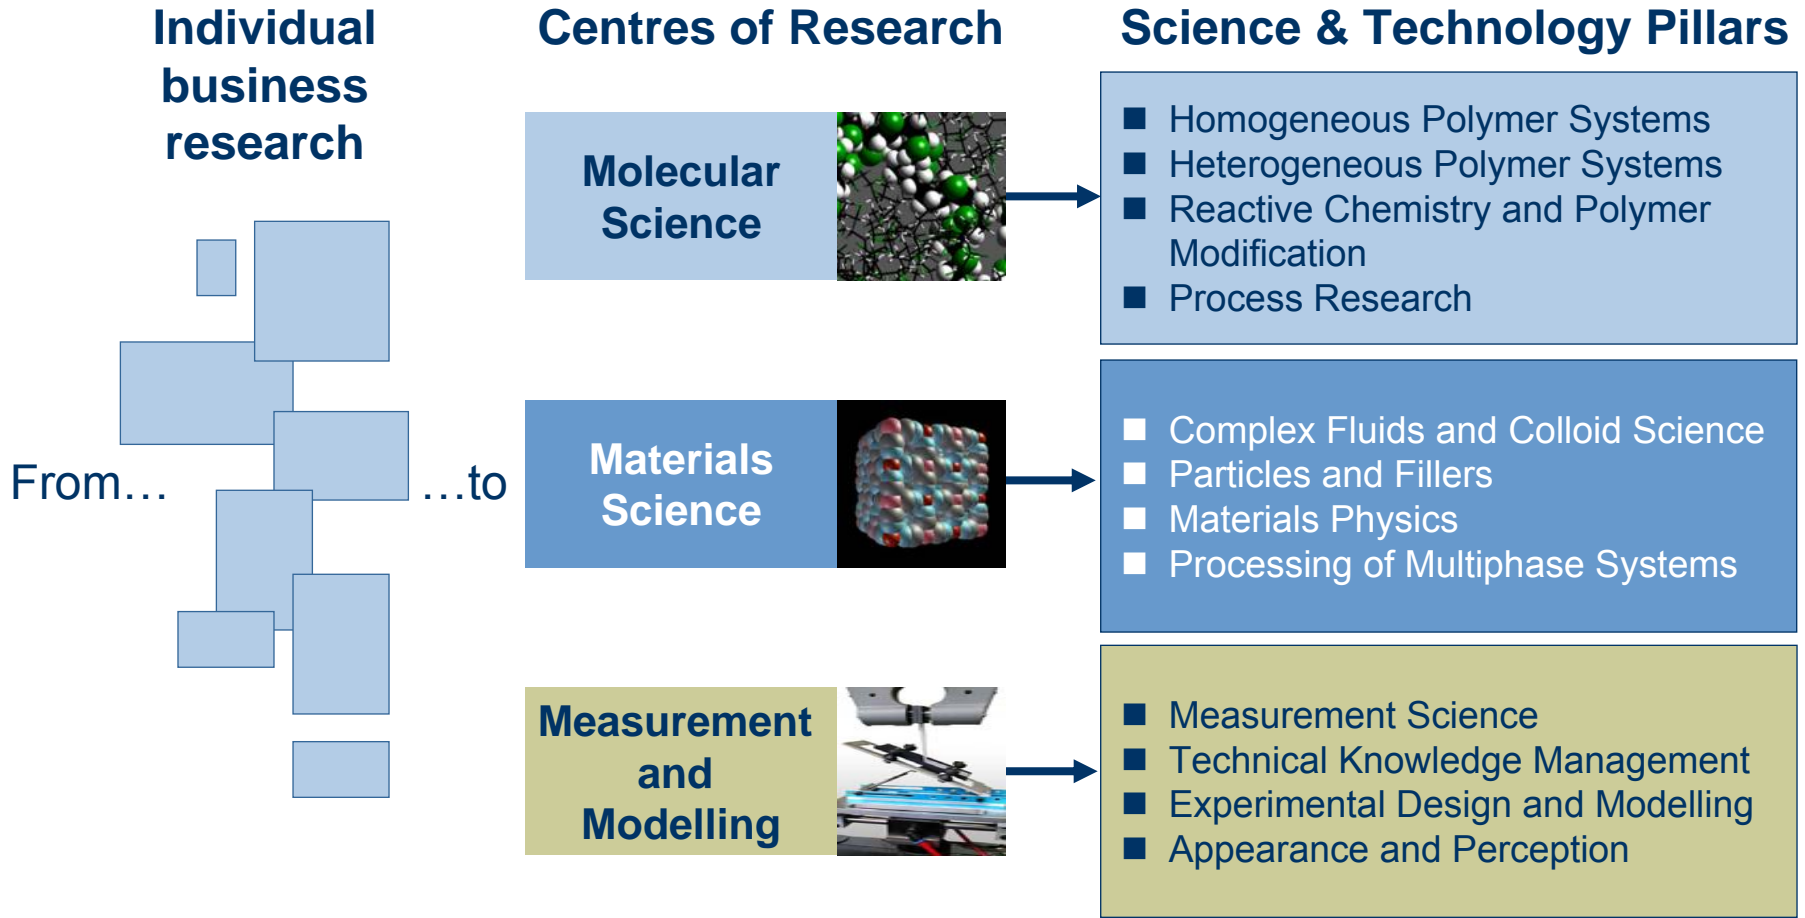 Individual
business
research
From…
…to
Centres of Research
Molecular
Science
Materials
Science
Measurement
and
Modelling
Science & Technology Pillars
■ Homogeneous Polymer Systems
■ Heterogeneous Polymer Systems
■ Reactive Chemistry and Polymer
Modification
■ Process Research
■ Complex Fluids and Colloid Science
■ Particles and Fillers
■ Materials Physics
■ Processing of Multiphase Systems
■ Measurement Science
■ Technical Knowledge Management
■ Experimental Design and Modelling
■ Appearance and Perception